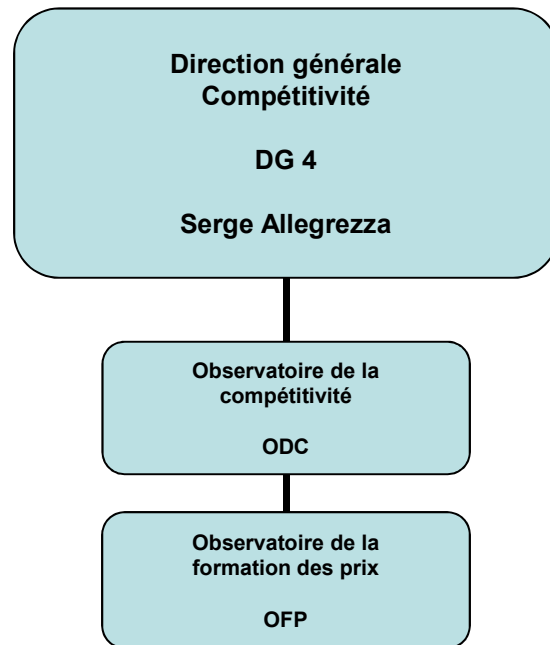 Direction générale
Compétitivité
DG 4
Serge Allegrezza
Observatoire de la
compétitivité
ODC
Observatoire de la
formation des prix
OFP